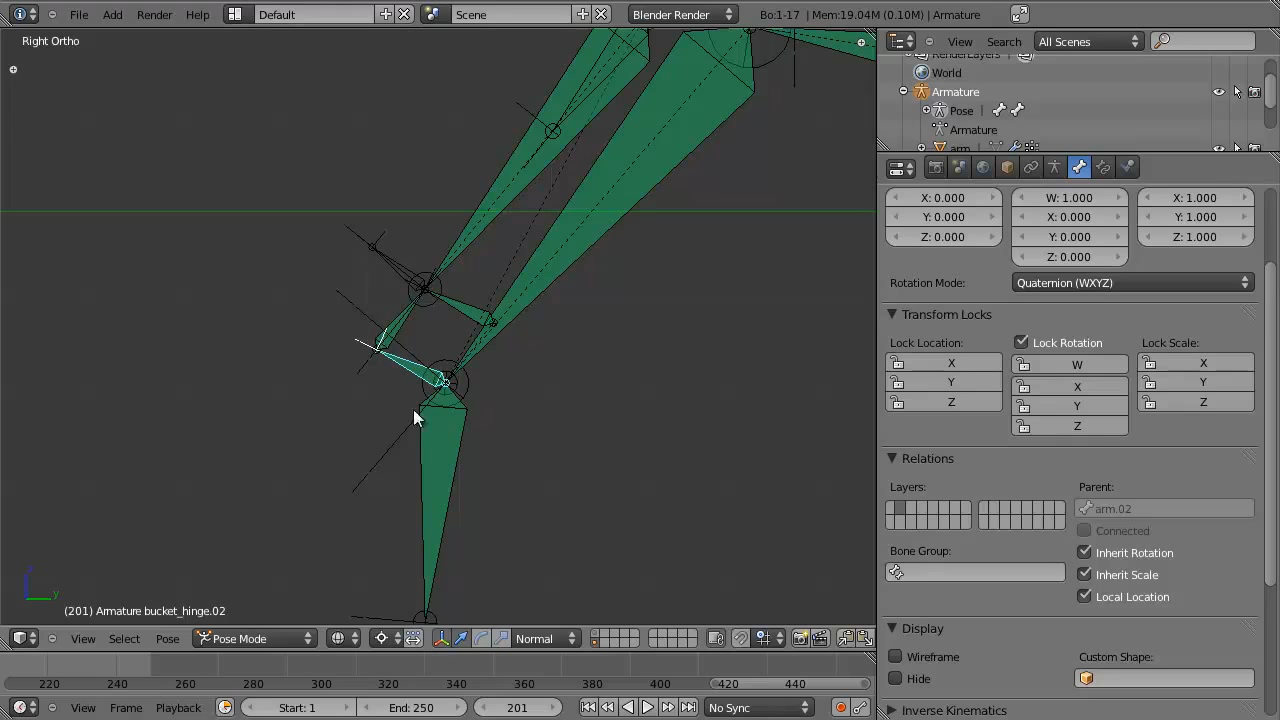 File Add Render Help Default Scene Blender Render Bo:1-17 | Mem:19.04M (0.10M) | Armature
Right Ortho
View Search All Scenes
RenderLayers
World
Armature
Pose
Armature
arm
X: 0.000 W: 1.000 X: 1.000
Y: 0.000 X: 0.000 Y: 1.000
Z: 0.000 Y: 0.000 Z: 1.000
Z: 0.000
Rotation Mode: Quaternion (WXYZ)
Transform Locks
Lock Location: Lock Rotation Lock Scale:
X W X
Y X Y
Z Y Z
Z
Relations
Layers: Parent:
arm.02
Connected
Bone Group: Inherit Rotation
Inherit Scale
Local Location
Display
Wireframe Custom Shape:
Hide
Inverse Kinematics
z
y
(201) Armature bucket_hinge.02
View Select Pose Pose Mode Normal
220 240 260 280 300 320 340 360 380 400 420 440
View Frame Playback Start: 1 End: 250 201 No Sync